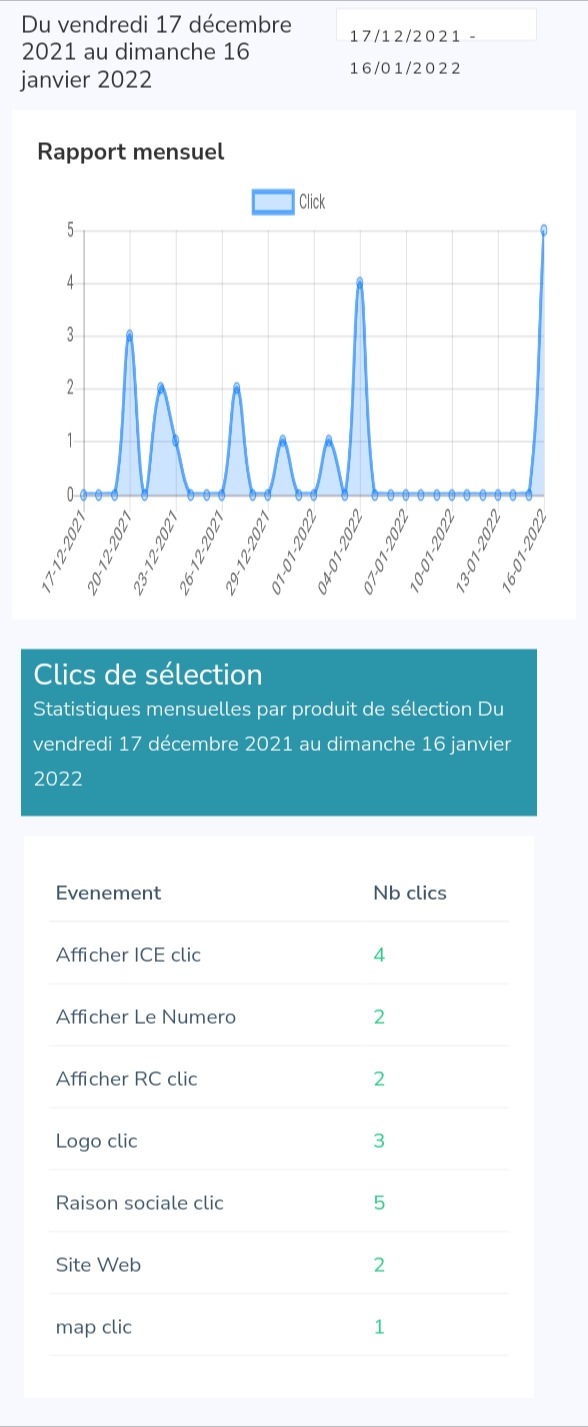 Du vendredi 17 décembre
2021 au dimanche 16
janvier 2022
17/12/2021 -
16/01/2022
Rapport mensuel
Click
5
4
3
2
1
0
17-12-2021
20-12-2021
23-12-2021
26-12-2021
29-12-2021
01-01-2022
04-01-2022
07-01-2022
10-01-2022
13-01-2022
16-01-2022
Clics de sélection
Statistiques mensuelles par produit de sélection Du
vendredi 17 décembre 2021 au dimanche 16 janvier
2022
Evenement Nb clics
Afficher ICE clic 4
Afficher Le Numero 2
Afficher RC clic 2
Logo clic 3
Raison sociale clic 5
Site Web 2
map clic 1